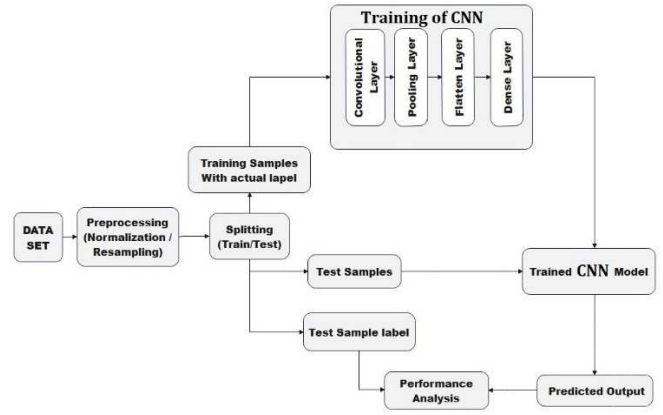 Training of CNN
Convolutional
Layer
Pooling Layer
Flatten Layer
Dense Layer
Training Samples
With actual lapel
DATA
SET
Preprocessing
(Normalization /
Resampling)
Splitting
(Train/Test)
Test Samples
Trained CNN Model
Test Sample label
Performance
Analysis
Predicted Output